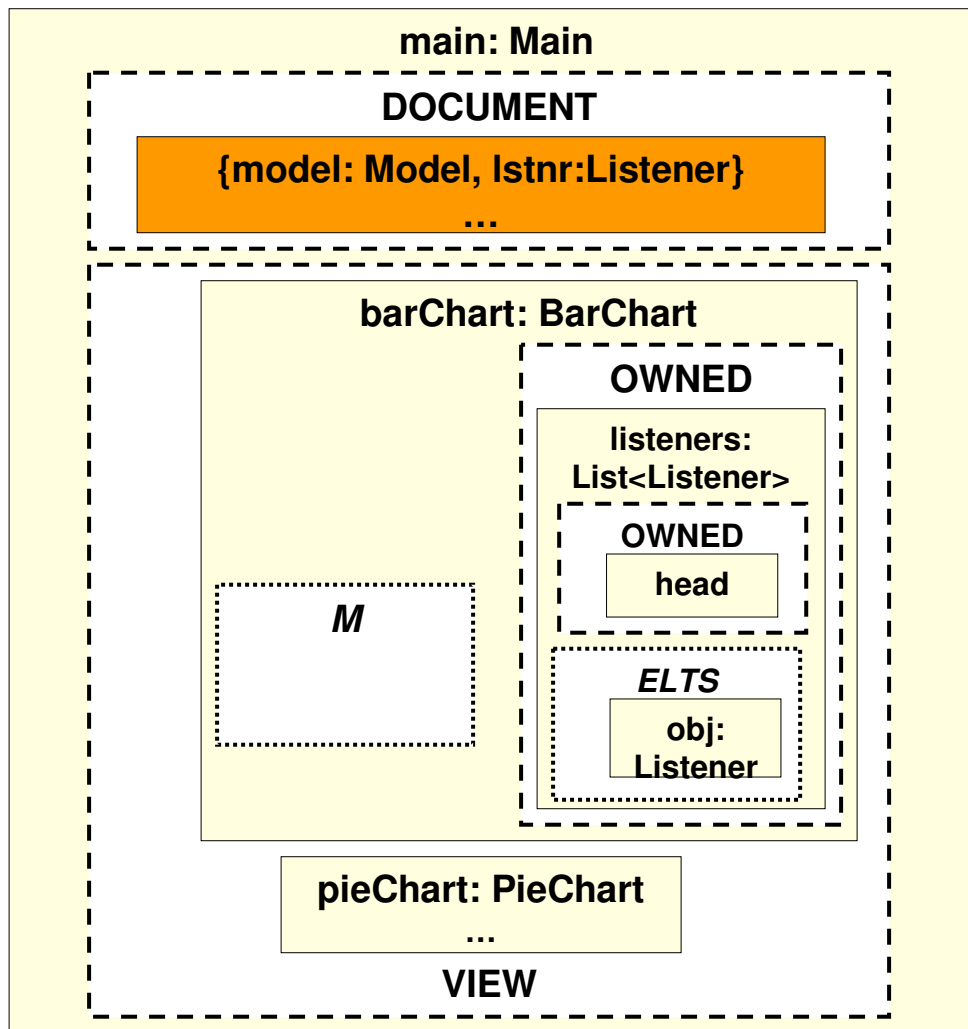 main: Main
DOCUMENT
{model: Model, lstnr:Listener}
...
barChart: BarChart
OWNED
listeners:
List<Listener>
OWNED
head
M
ELTS
obj:
Listener
pieChart: PieChart
...
VIEW